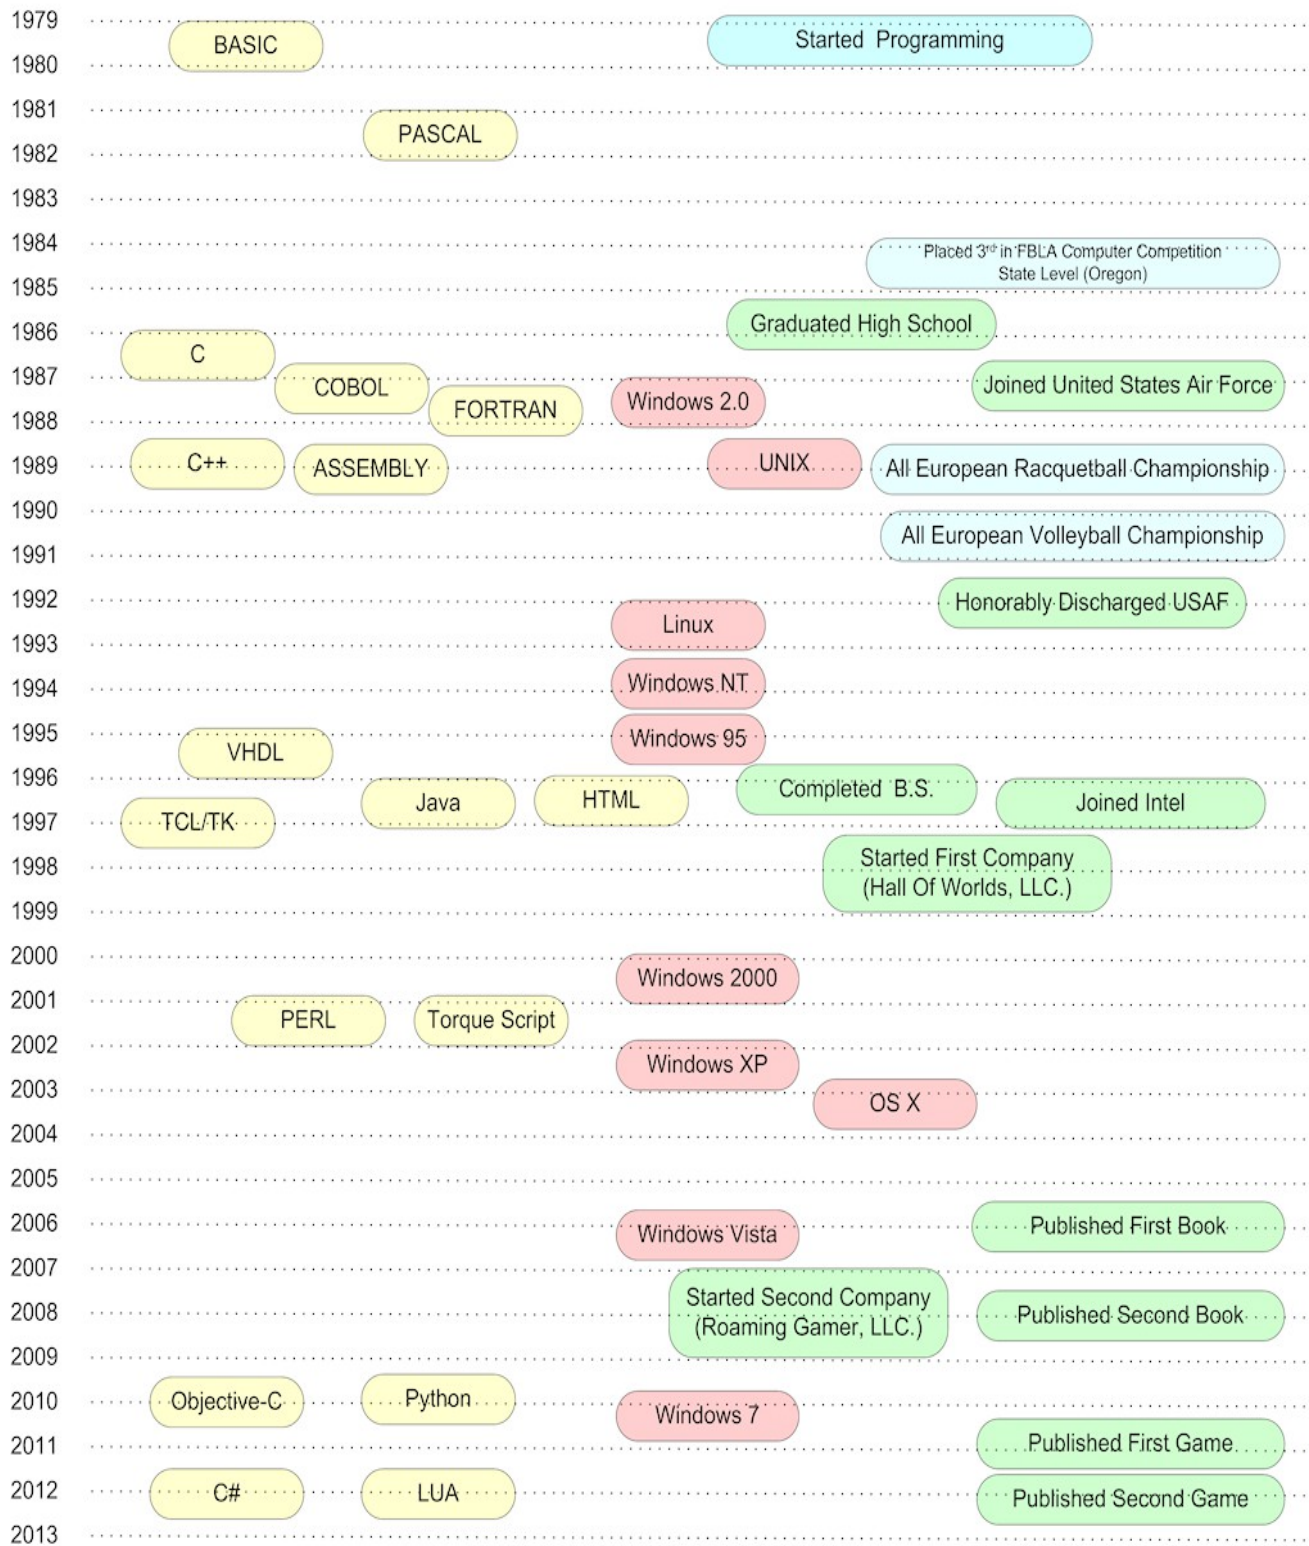 1979
BASIC
Started Programming
1980
1981
PASCAL
1982
1983
1984
Placed 3rd in FBLA Computer Competition
State Level (Oregon)
1985
Graduated High School
1986
C
1987
COBOL
Joined United States Air Force
FORTRAN
Windows 2.0
1988
C++
ASSEMBLY
UNIX
All European Racquetball Championship
1989
1990
All European Volleyball Championship
1991
1992
Honorably Discharged USAF
Linux
1993
Windows NT
1994
1995
Windows 95
VHDL
1996
Completed B.S.
Java
HTML
Joined Intel
1997
TCL/TK
Started First Company
(Hall Of Worlds, LLC.)
1998
1999
2000
Windows 2000
2001
PERL
Torque Script
2002
Windows XP
2003
OS X
2004
2005
2006
Published First Book
Windows Vista
2007
Started Second Company
(Roaming Gamer, LLC.)
2008
Published Second Book
2009
2010
Objective-C
Python
Windows 7
2011
Published First Game
2012
C#
LUA
Published Second Game
2013